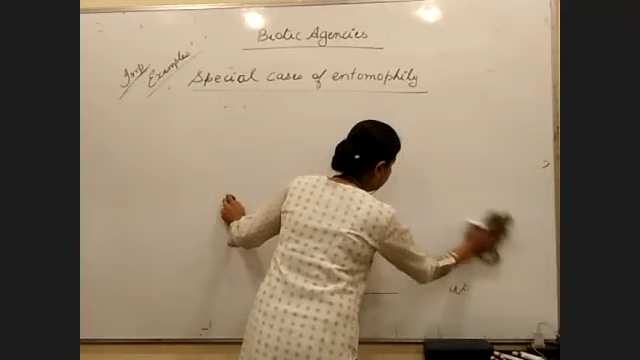 Biotic Agencies
Imp Examples
Special cases of entomophily